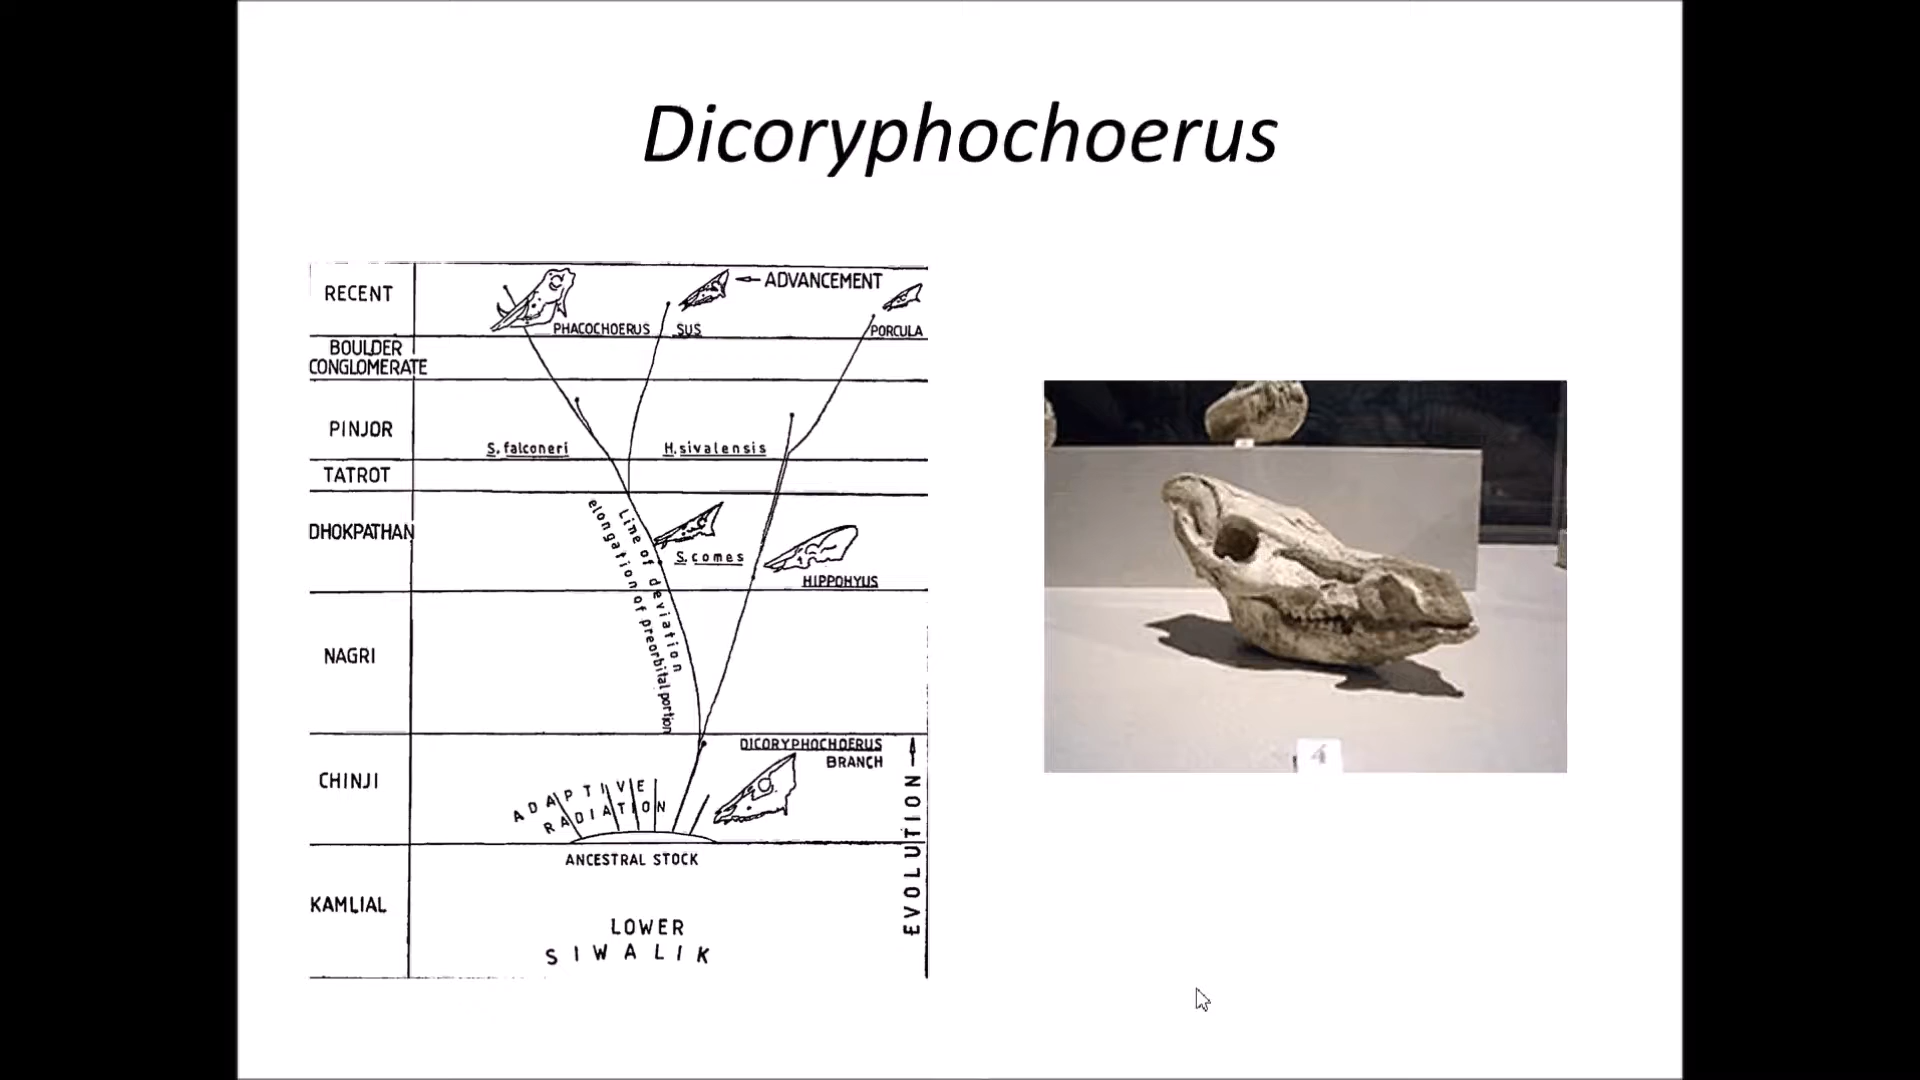 Dicoryphochoerus
RECENT
ADVANCEMENT
PHACOCHOERUS
SUS
PORCULA
BOULDER
CONGLOMERATE
PINJOR
S. falconeri
H. sivalensis
TATROT
DHOKPATHAN
Line of deviation
elongation of preorbital portion
S. comes
HIPPOHYUS
NAGRI
DICORYPHOCHOERUS
BRANCH
CHINJI
ADAPTIVE
RADIATION
EVOLUTION
ANCESTRAL STOCK
KAMLIAL
LOWER
SIWALIK
4